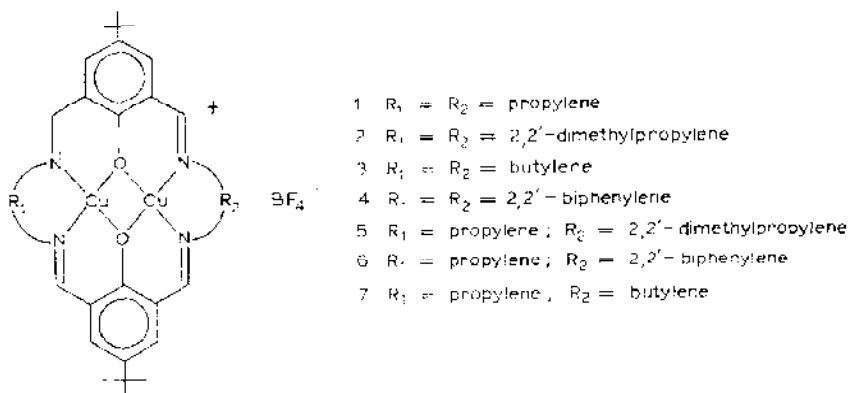 +
N O N
R₁ Cu Cu R₂ BF₄⁻
N O N
1 R₁ = R₂ = propylene
2 R₁ = R₂ = 2,2'-dimethylpropylene
3 R₁ = R₂ = butylene
4 R₁ = R₂ = 2,2'-biphenylene
5 R₁ = propylene; R₂ = 2,2'-dimethylpropylene
6 R₁ = propylene; R₂ = 2,2'-biphenylene
7 R₁ = propylene, R₂ = butylene